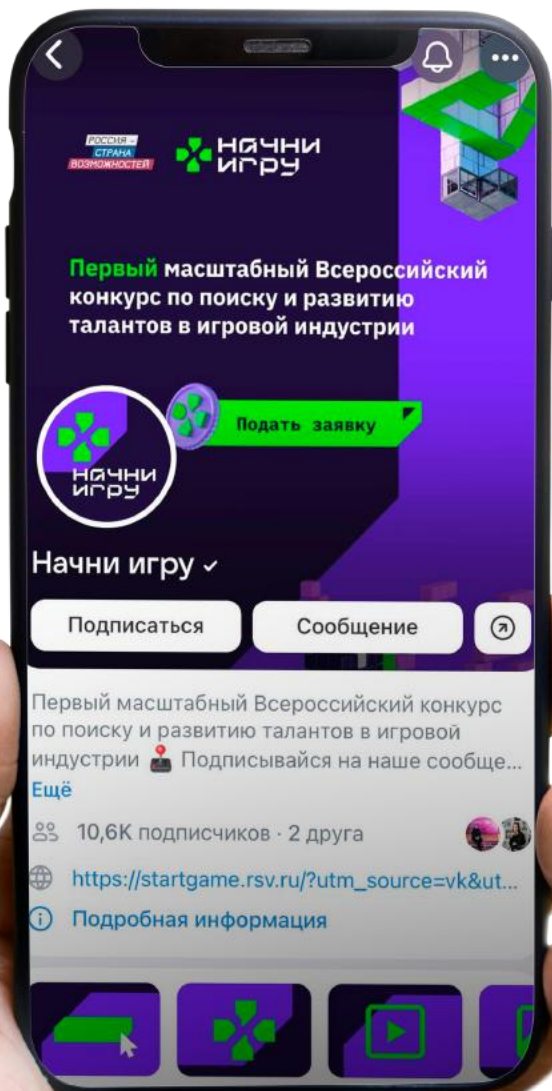 РОССИЯ –
СТРАНА
ВОЗМОЖНОСТЕЙ
НАЧНИ
ИГРУ
Первый масштабный Всероссийский
конкурс по поиску и развитию
талантов в игровой индустрии
Подать заявку
НАЧНИ
ИГРУ
Начни игру
Подписаться
Сообщение
Первый масштабный Всероссийский конкурс
по поиску и развитию талантов в игровой
индустрии 🕹️ Подписывайся на наше сообще...
Ещё
10,6K подписчиков · 2 друга
https://startgame.rsv.ru/?utm_source=vk&ut...
Подробная информация